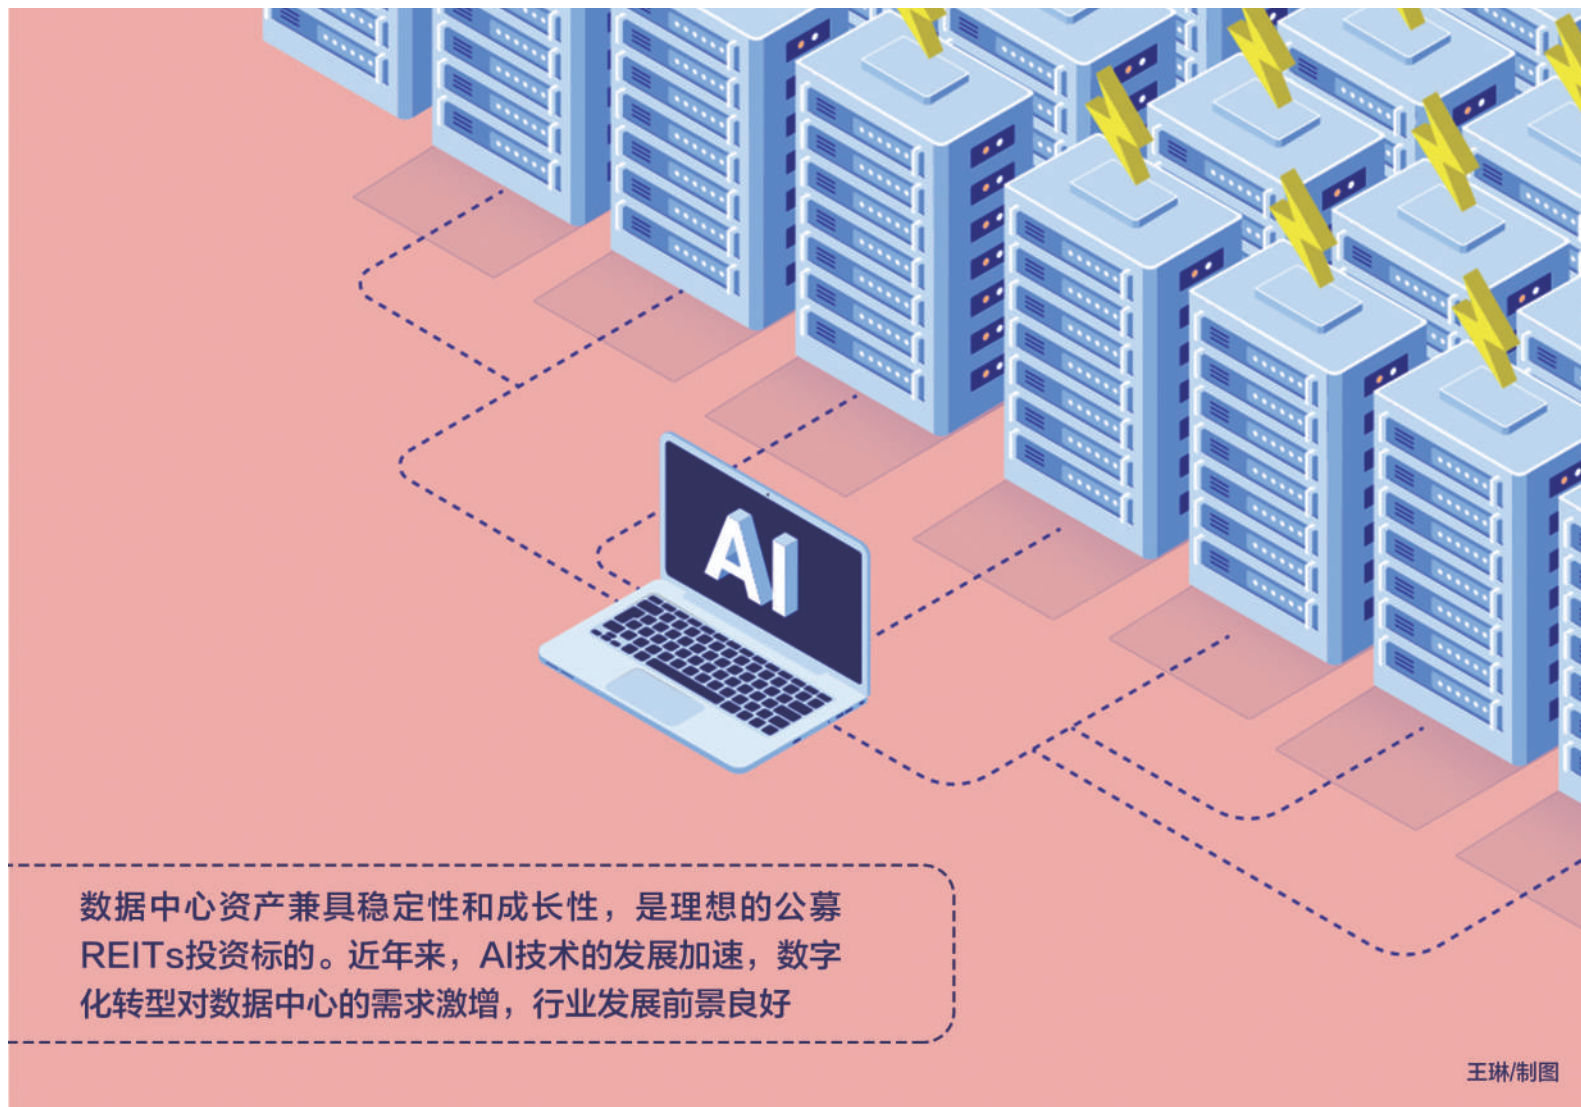 AI
数据中心资产兼具稳定性和成长性，是理想的公募
REITs投资标的。近年来，AI技术的发展加速，数字
化转型对数据中心的需求激增，行业发展前景良好
王琳/制图